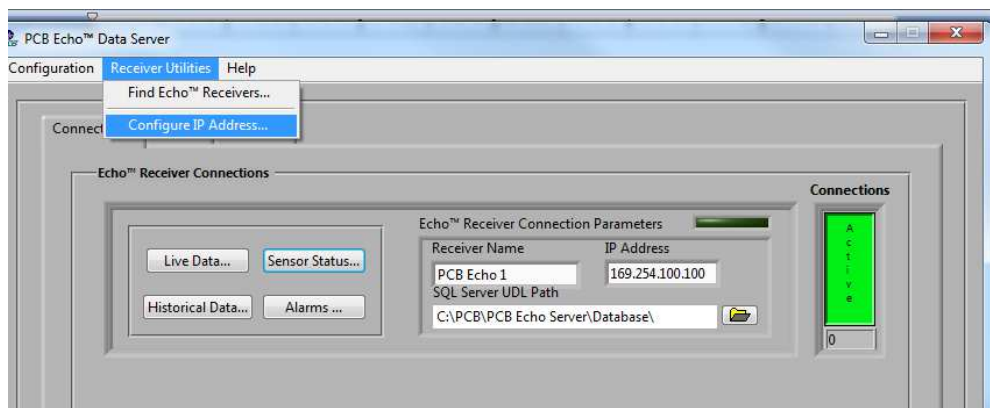 PCB Echo™ Data Server
Configuration Receiver Utilities Help
Find Echo™ Receivers...
Configure IP Address...
Echo™ Receiver Connections
Connections
Echo™ Receiver Connection Parameters
Receiver Name IP Address
PCB Echo 1 169.254.100.100
SQL Server UDL Path
C:\PCB\PCB Echo Server\Database\
Live Data... Sensor Status...
Historical Data... Alarms ...
Active
0